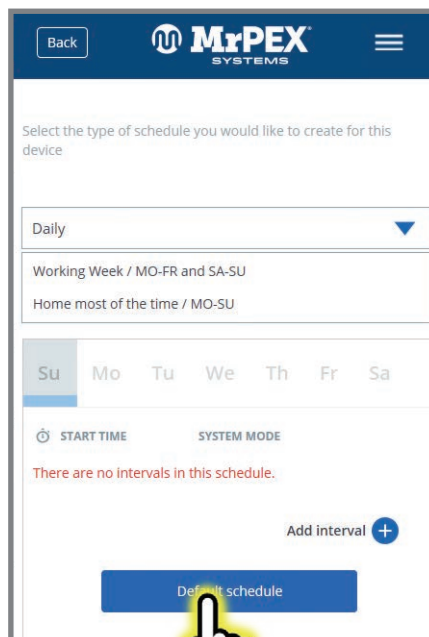 Back
MrPEX
SYSTEMS
Select the type of schedule you would like to create for this
device
Daily
Working Week / MO-FR and SA-SU
Home most of the time / MO-SU
Su Mo Tu We Th Fr Sa
START TIME SYSTEM MODE
There are no intervals in this schedule.
Add interval
Default schedule